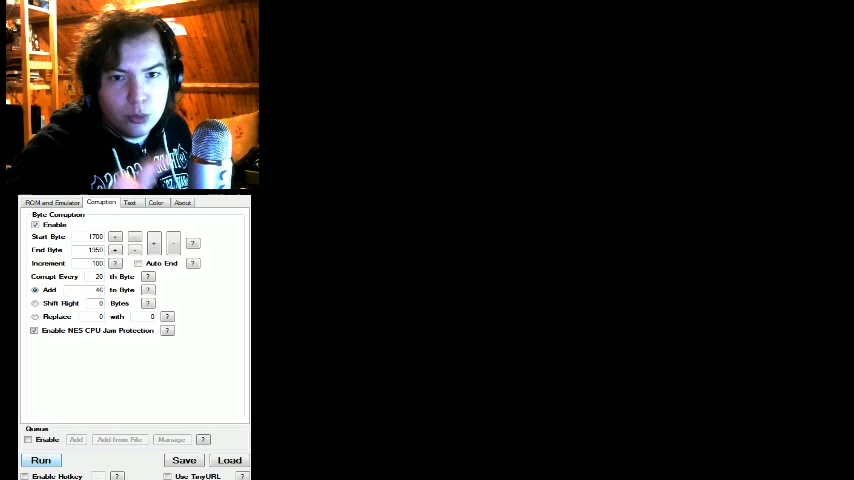 ROM and Emulator Corruption Text Color About
Byte Corruption
Enable
Start Byte 1700 + - + - ?
End Byte 1950 + -
Increment 100 ? Auto End ?
Corrupt Every 20 th Byte ?
Add 46 to Byte ?
Shift Right 0 Bytes ?
Replace 0 with 0 ?
Enable NES CPU Jam Protection ?
Queue
Enable Add Add from File Manage ?
Run Save Load
Enable Hotkey ? Use TinyURL ?